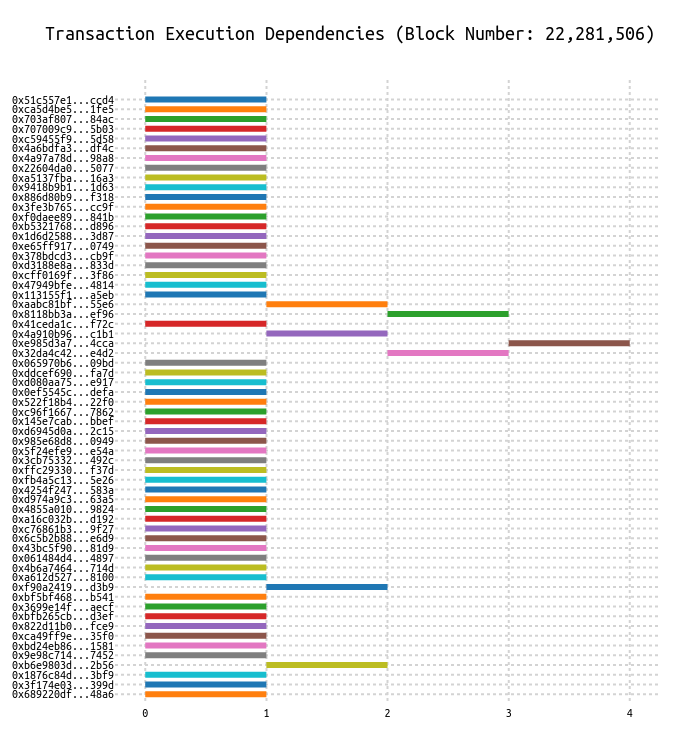 Transaction Execution Dependencies (Block Number: 22,281,506)
0x51c557e1...ccd4
0xca5d4be5...1fe5
0x703af807...84ac
0x707009c9...5b03
0xc59455f9...5d58
0x4a6bdfa3...df4c
0x4a97a78d...98a8
0x22604da0...5077
0xa5137fba...16a3
0x9418b9b1...1d63
0x886d80b9...f318
0x3fe3b765...cc9f
0xf0daee89...841b
0xb5321768...d896
0x1d6d2588...3d87
0xe65ff917...0749
0x378bdcd3...cb9f
0xd3188e8a...833d
0xcff0169f...3f86
0x47949bfe...4814
0x113155f1...a5eb
0xaabc81bf...55e6
0x8118bb3a...ef96
0x41ceda1c...f72c
0x4a910b96...c1b1
0xe985d3a7...4cca
0x32da4c42...e4d2
0x065970b6...09bd
0xddcef690...fa7d
0xd080aa75...e917
0x0ef5545c...defa
0x522f18b4...22f0
0xc96f1667...7862
0x145e7cab...bbef
0xd6945d0a...2c15
0x985e68d8...0949
0x5f24efe9...e54a
0x3cb75332...492c
0xffc29330...f37d
0xfb4a5c13...5e26
0x4254f247...583a
0xd974a9c3...63a5
0x4855a010...9824
0xa16c032b...d192
0xc76861b3...9f27
0x6c5b2b88...e6d9
0x43bc5f90...81d9
0x061484d4...4897
0x4b6a7464...714d
0xa612d527...8100
0xf90a2419...d3b9
0xbf5bf468...b541
0x3699e14f...aecf
0xbfb265cb...d3ef
0x822d11b0...fce9
0xca49ff9e...35f0
0xbd24eb86...1581
0x9e98c714...7452
0xb6e9803d...2b56
0x1876c84d...3bf9
0x3f174e03...399d
0x689220df...48a6
0 1 2 3 4